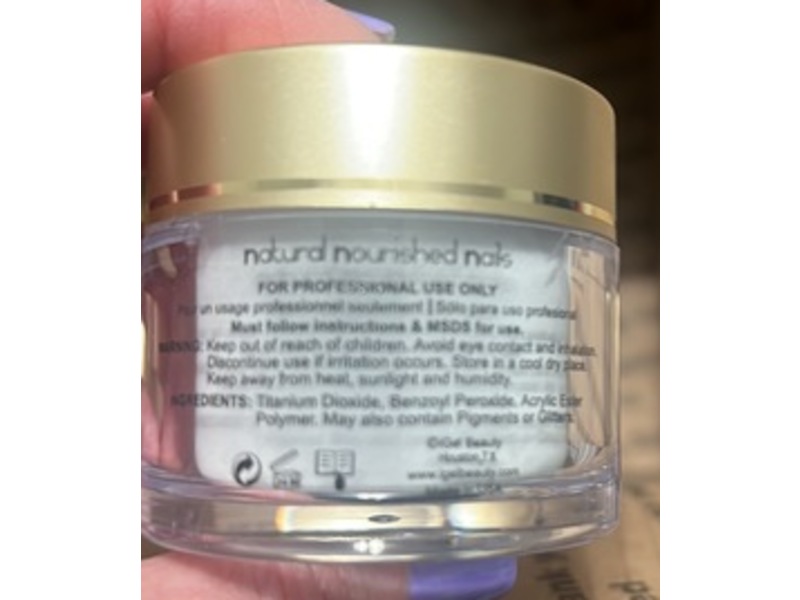 natural nourished nails
FOR PROFESSIONAL USE ONLY
Pour un usage professionnel seulement | Sólo para uso profesional
Must follow instructions & MSDS for use.
WARNING: Keep out of reach of children. Avoid eye contact and inhalation.
Discontinue use if irritation occurs. Store in a cool dry place.
Keep away from heat, sunlight and humidity.
INGREDIENTS: Titanium Dioxide, Benzoyl Peroxide, Acrylic Ester
Polymer. May also contain Pigments or Glitters.
©iGel Beauty
Houston, TX
www.igelbeauty.com